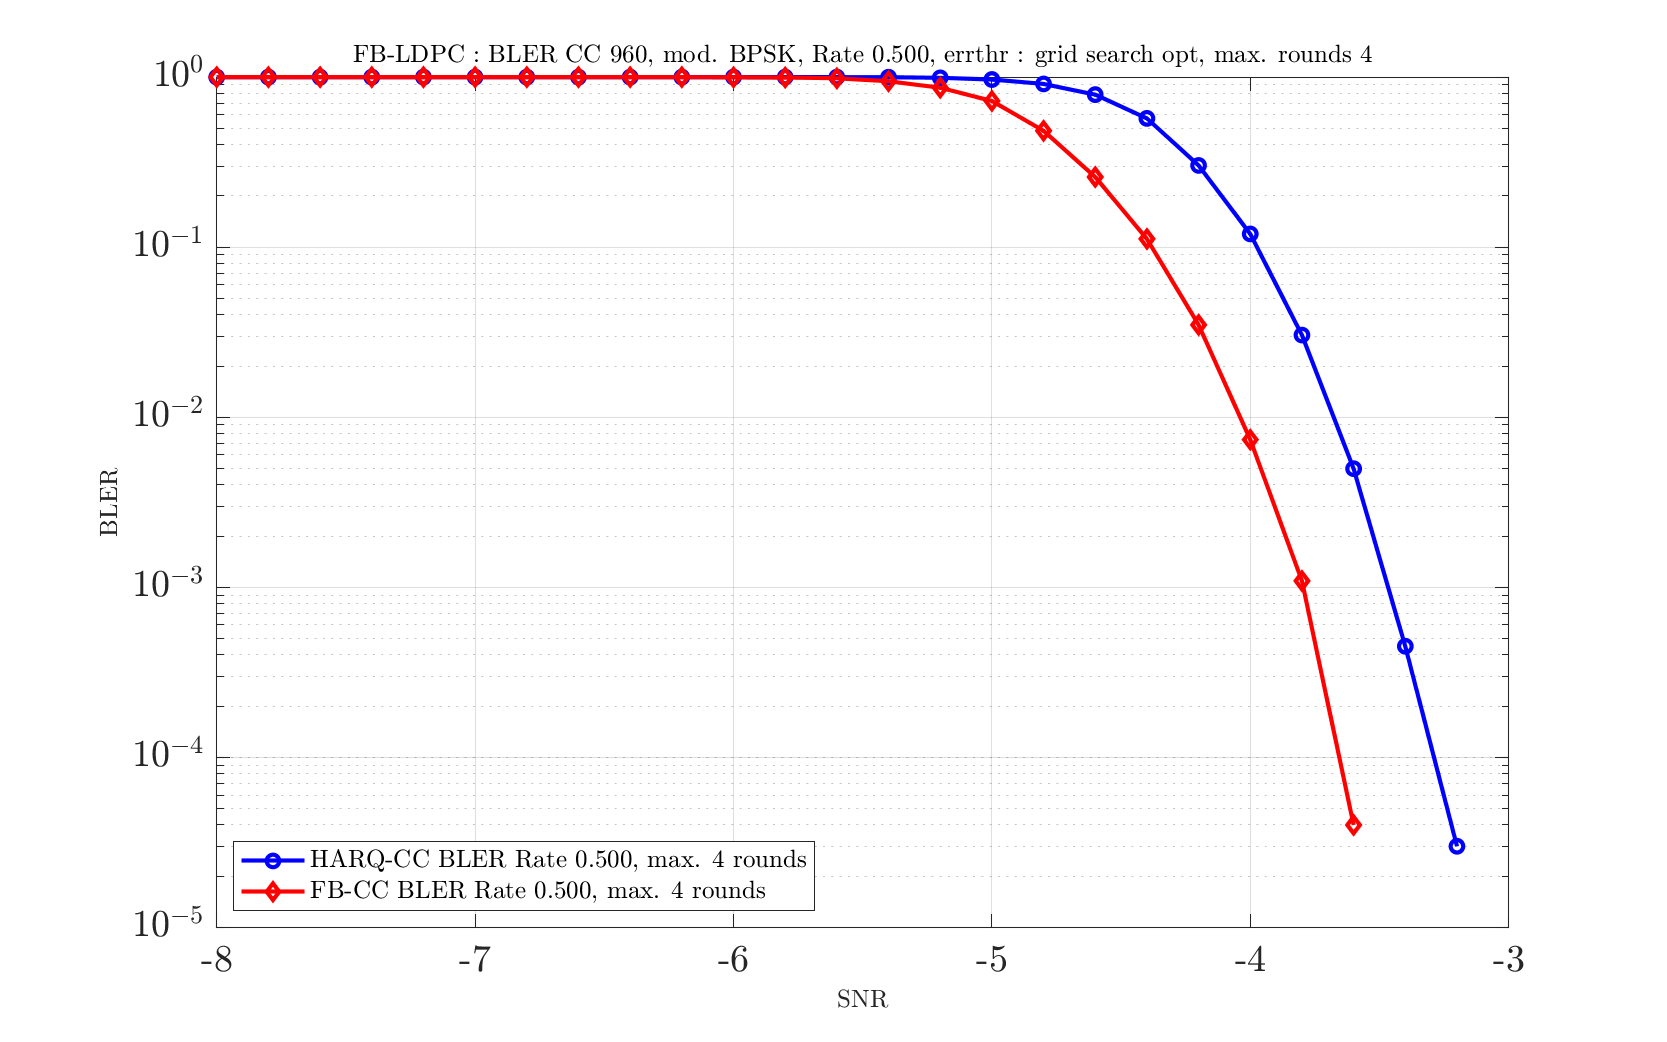 FB-LDPC : BLER CC 960, mod. BPSK, Rate 0.500, errthr : grid search opt, max. rounds 4
10^0
10^-1
10^-2
10^-3
10^-4
10^-5
BLER
HARQ-CC BLER Rate 0.500, max. 4 rounds
FB-CC BLER Rate 0.500, max. 4 rounds
-8 -7 -6 -5 -4 -3
SNR